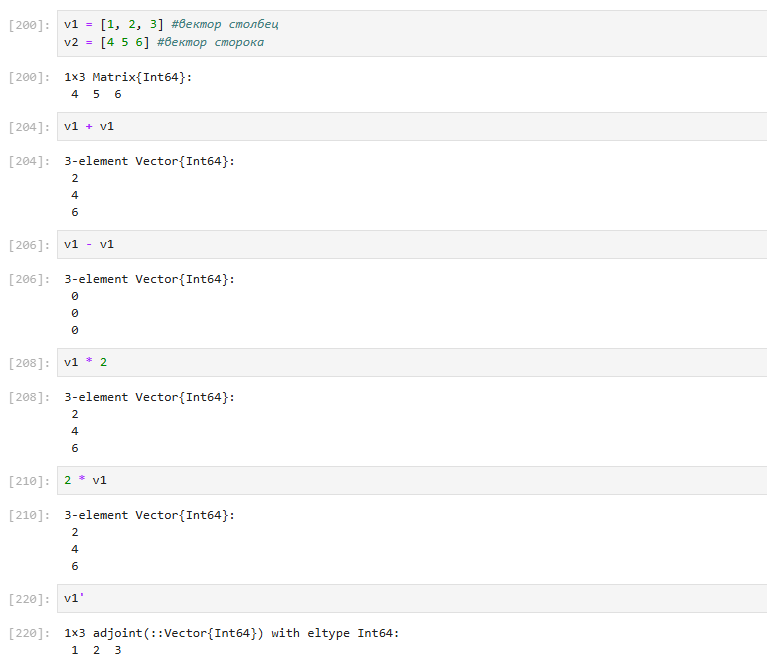 [200]: v1 = [1, 2, 3] #вектор столбец
v2 = [4 5 6] #вектор сторока
[200]: 1×3 Matrix{Int64}:
4 5 6
[204]: v1 + v1
[204]: 3-element Vector{Int64}:
2
4
6
[206]: v1 - v1
[206]: 3-element Vector{Int64}:
0
0
0
[208]: v1 * 2
[208]: 3-element Vector{Int64}:
2
4
6
[210]: 2 * v1
[210]: 3-element Vector{Int64}:
2
4
6
[220]: v1'
[220]: 1×3 adjoint(::Vector{Int64}) with eltype Int64:
1 2 3